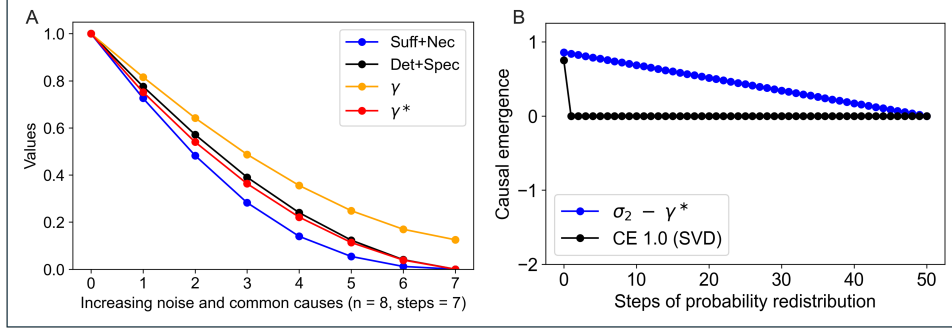 A
Values
1.0
0.8
0.6
0.4
0.2
0.0
0 1 2 3 4 5 6 7
Increasing noise and common causes (n = 8, steps = 7)
Suff+Nec
Det+Spec
γ
γ*
B
Causal emergence
1
0
−1
−2
0 10 20 30 40 50
Steps of probability redistribution
σ₂ − γ*
CE 1.0 (SVD)